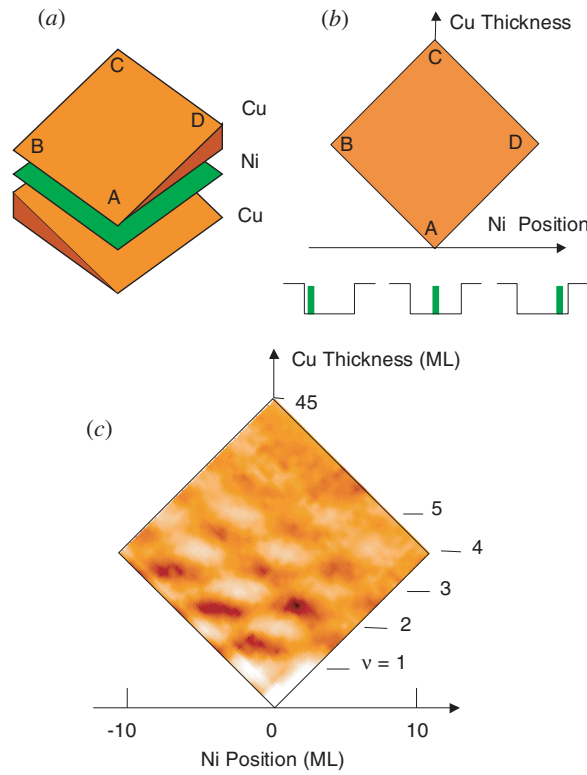 (a)
C
D
B
A
Cu
Ni
Cu
(b)
Cu Thickness
C
B
D
A
Ni Position
(c)
Cu Thickness (ML)
45
5
4
3
2
ν = 1
-10
0
10
Ni Position (ML)